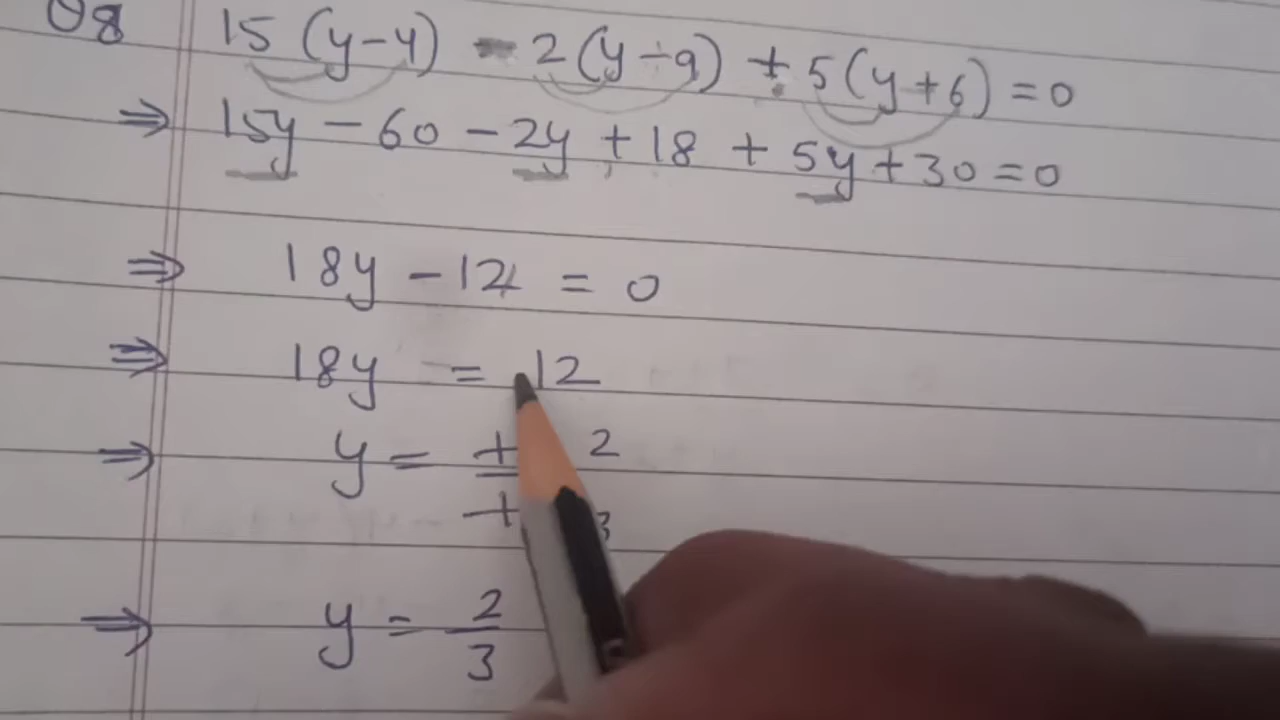 Q8 15 (y-4) - 2(y-9) + 5(y+6) = 0
⇒ 15y - 60 - 2y + 18 + 5y + 30 = 0
⇒ 18y - 12 = 0
⇒ 18y = 12
2
⇒ y =
3
⇒ y = 2/3